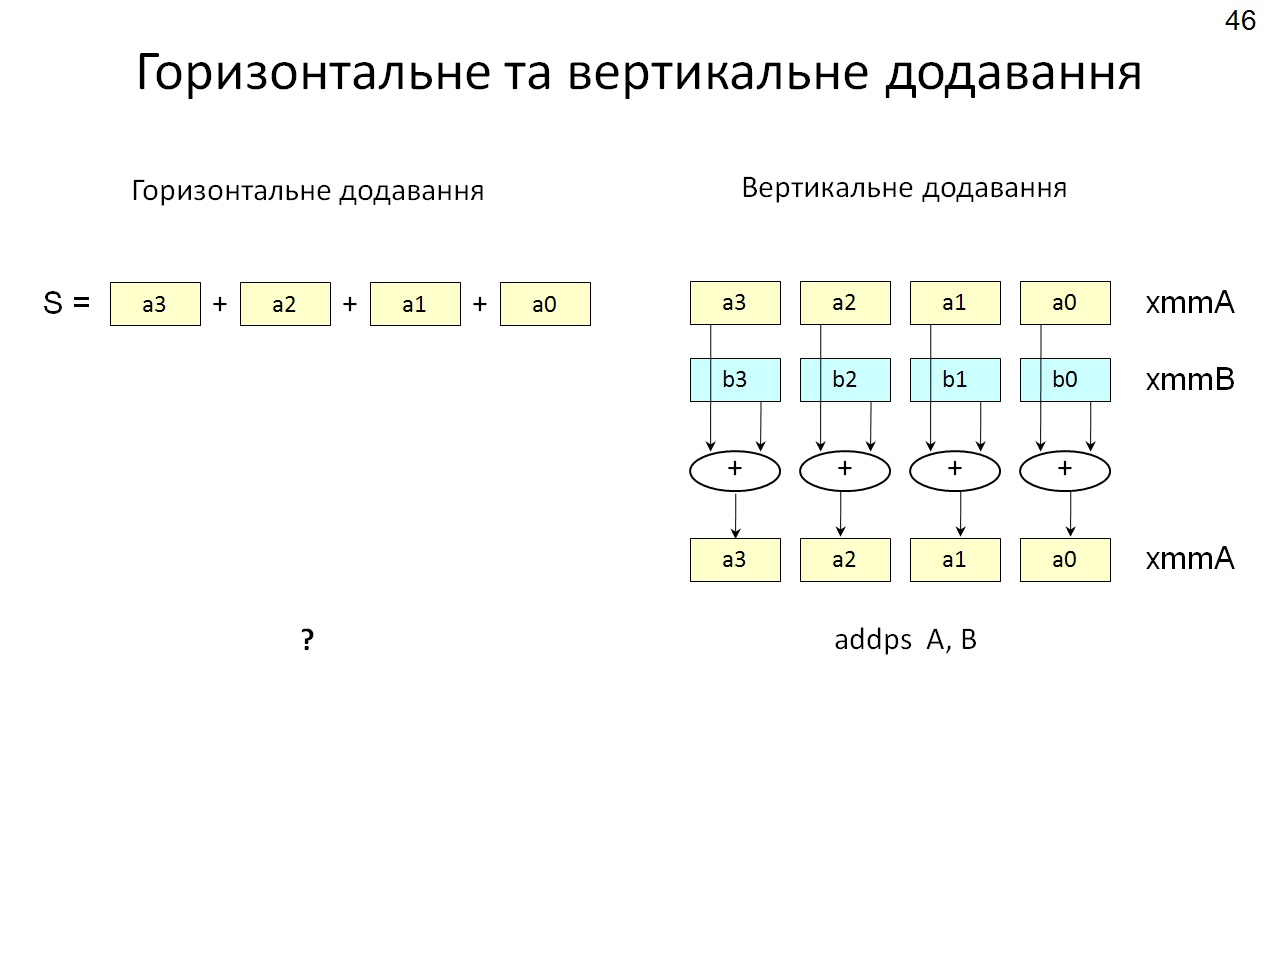 46
Горизонтальне та вертикальне додавання
Горизонтальне додавання
S = a3 + a2 + a1 + a0
?
Вертикальне додавання
a3 a2 a1 a0 xmmA
b3 b2 b1 b0 xmmB
+ + + +
a3 a2 a1 a0 xmmA
addps A, B